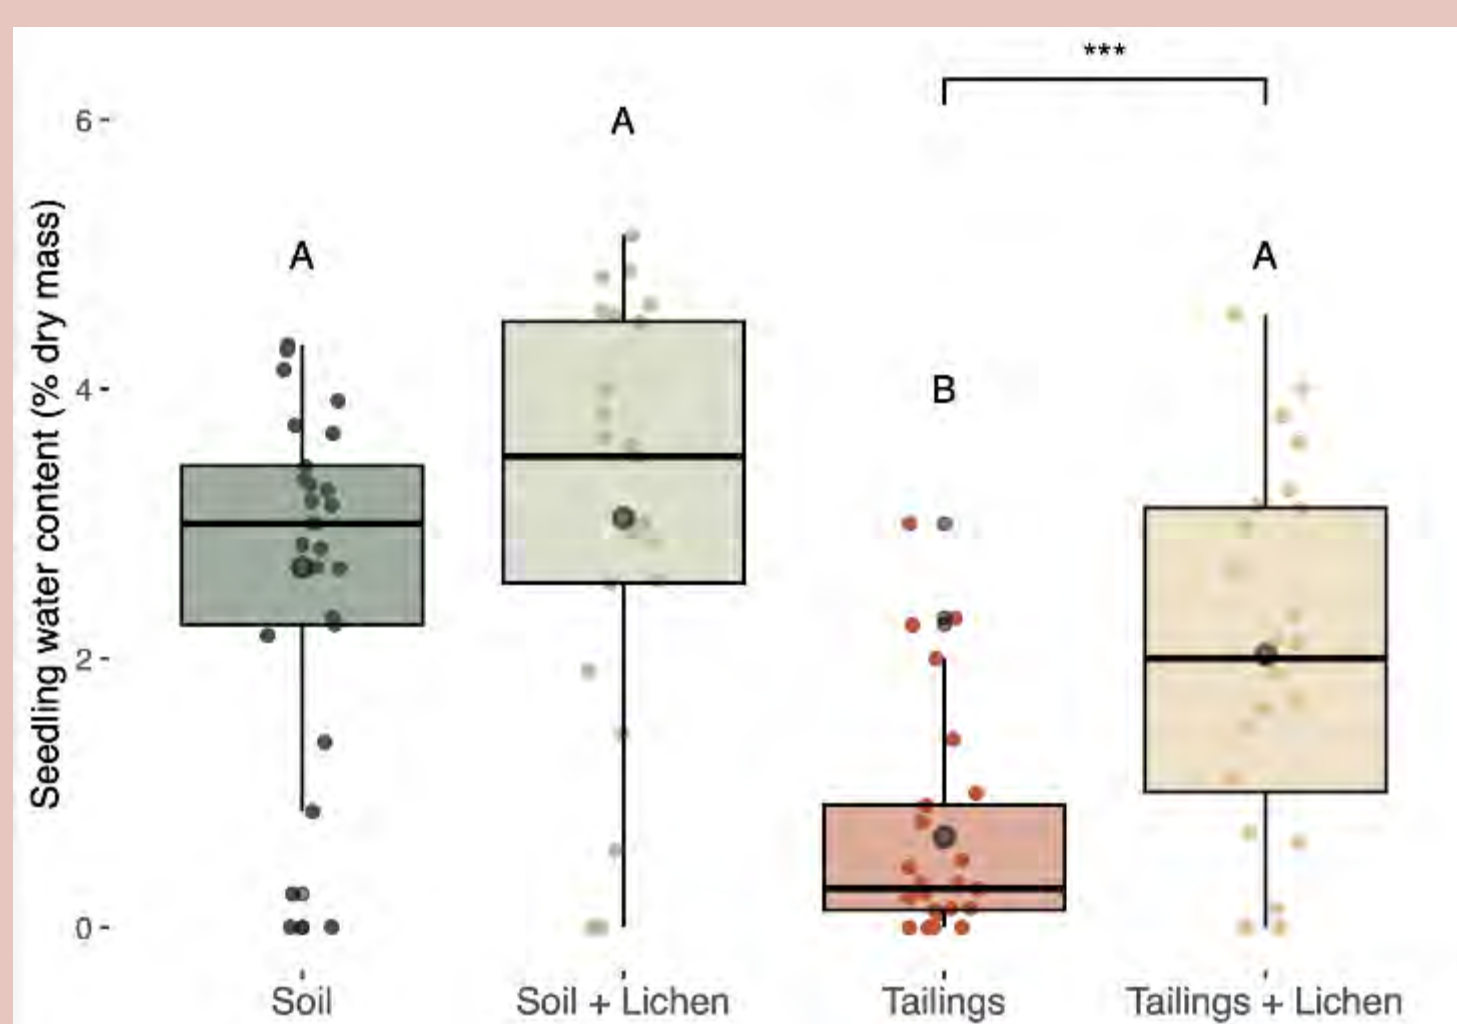 ***
6
A
A
A
Seedling water content (% dry mass)
4
B
2
0
Soil
Soil + Lichen
Tailings
Tailings + Lichen